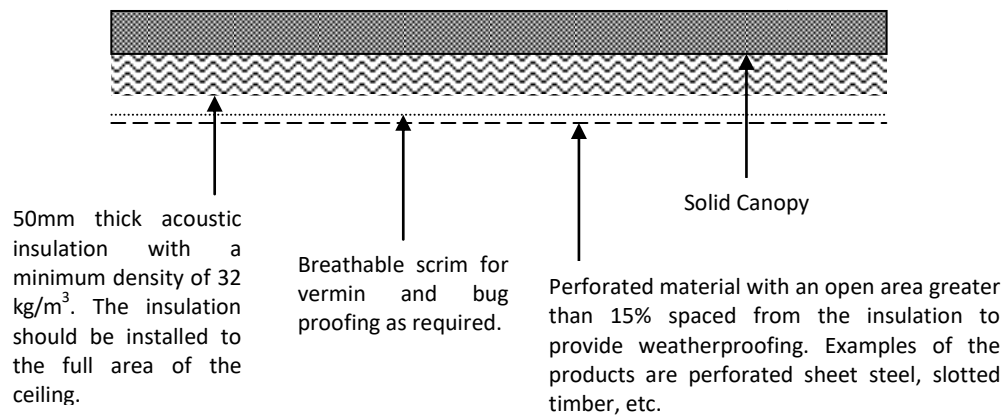 50mm thick acoustic
insulation with a
minimum density of 32
kg/m³. The insulation
should be installed to
the full area of the
ceiling.
Breathable scrim for
vermin and bug
proofing as required.
Solid Canopy
Perforated material with an open area greater
than 15% spaced from the insulation to
provide weatherproofing. Examples of the
products are perforated sheet steel, slotted
timber, etc.